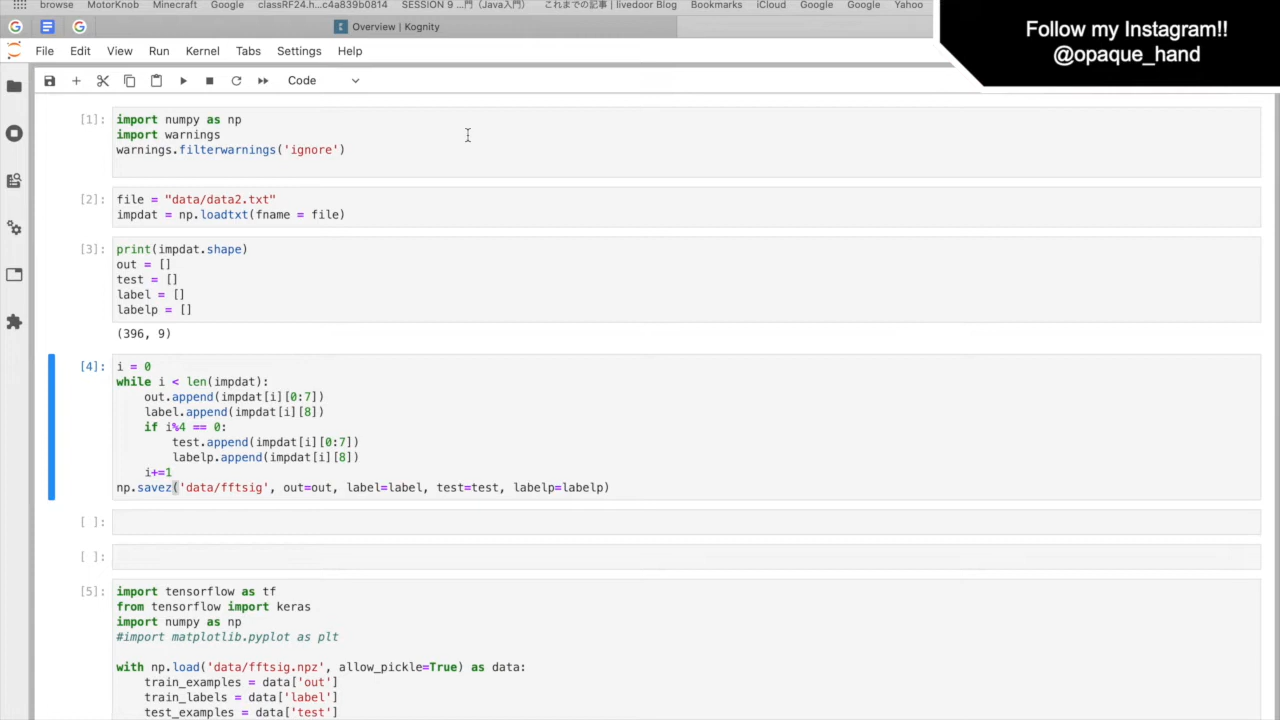 browse MotorKnob Minecraft Google classRF24.h...c4a839b0814 SESSION 9 ...門 (Java入門) これまでの記事 | livedoor Blog Bookmarks iCloud Google Google Yahoo
Follow my Instagram!!
@opaque_hand
Overview | Kognity
File Edit View Run Kernel Tabs Settings Help
Code
[1]: import numpy as np
import warnings
warnings.filterwarnings('ignore')
[2]: file = "data/data2.txt"
impdat = np.loadtxt(fname = file)
[3]: print(impdat.shape)
out = []
test = []
label = []
labelp = []
(396, 9)
[4]: i = 0
while i < len(impdat):
out.append(impdat[i][0:7])
label.append(impdat[i][8])
if i%4 == 0:
test.append(impdat[i][0:7])
labelp.append(impdat[i][8])
i+=1
np.savez('data/fftsig', out=out, label=label, test=test, labelp=labelp)
[ ]:
[ ]:
[5]: import tensorflow as tf
from tensorflow import keras
import numpy as np
#import matplotlib.pyplot as plt
with np.load('data/fftsig.npz', allow_pickle=True) as data:
train_examples = data['out']
train_labels = data['label']
test_examples = data['test']